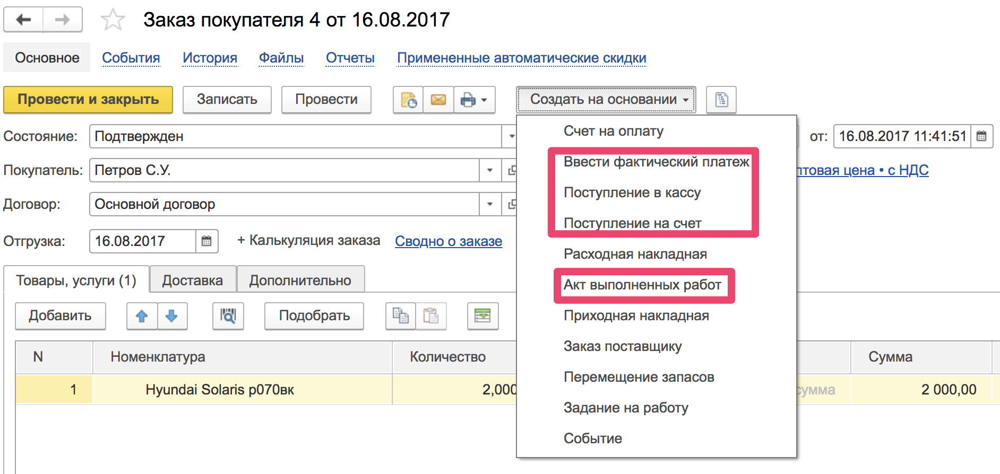 Заказ покупателя 4 от 16.08.2017
Основное События История Файлы Отчеты Примененные автоматические скидки
Провести и закрыть Записать Провести Создать на основании
Состояние: Подтвержден от: 16.08.2017 11:41:51
Покупатель: Петров С.У. цена • с НДС
Договор: Основной договор
Отгрузка: 16.08.2017 + Калькуляция заказа Сводно о заказе
Счет на оплату
Ввести фактический платеж
Поступление в кассу
Поступление на счет
Расходная накладная
Акт выполненных работ
Приходная накладная
Заказ поставщику
Перемещение запасов
Задание на работу
Событие
Товары, услуги (1) Доставка Дополнительно
Добавить Подобрать
N Номенклатура Количество Сумма
1 Hyundai Solaris р070вк 2,000 сумма 2 000,00